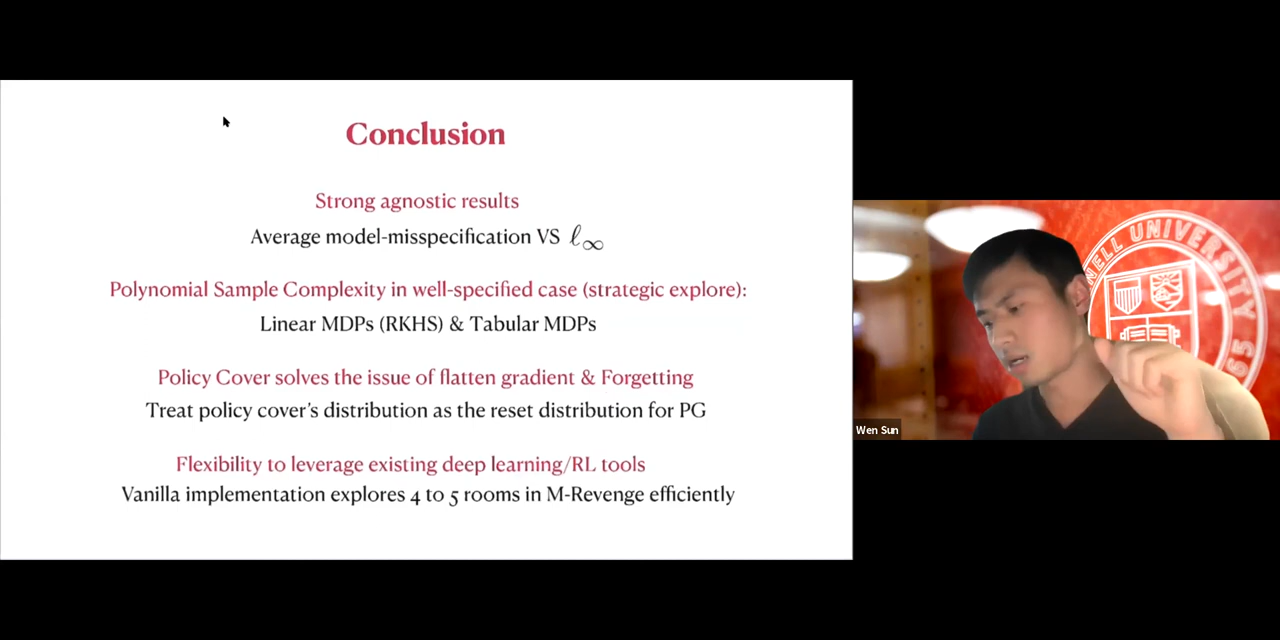 Conclusion
Strong agnostic results
Average model-misspecification VS ℓ∞
Polynomial Sample Complexity in well-specified case (strategic explore):
Linear MDPs (RKHS) & Tabular MDPs
Policy Cover solves the issue of flatten gradient & Forgetting
Treat policy cover's distribution as the reset distribution for PG
Flexibility to leverage existing deep learning/RL tools
Vanilla implementation explores 4 to 5 rooms in M-Revenge efficiently
NELL UNIVERSITY
65
Wen Sun